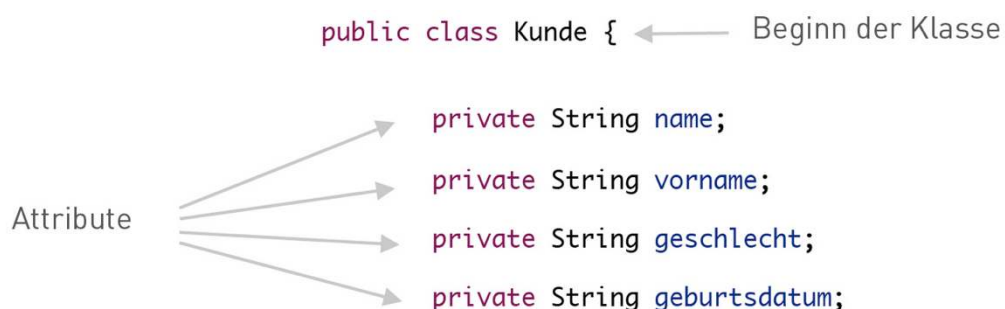 public class Kunde { Beginn der Klasse
private String name;
private String vorname;
Attribute
private String geschlecht;
private String geburtsdatum;